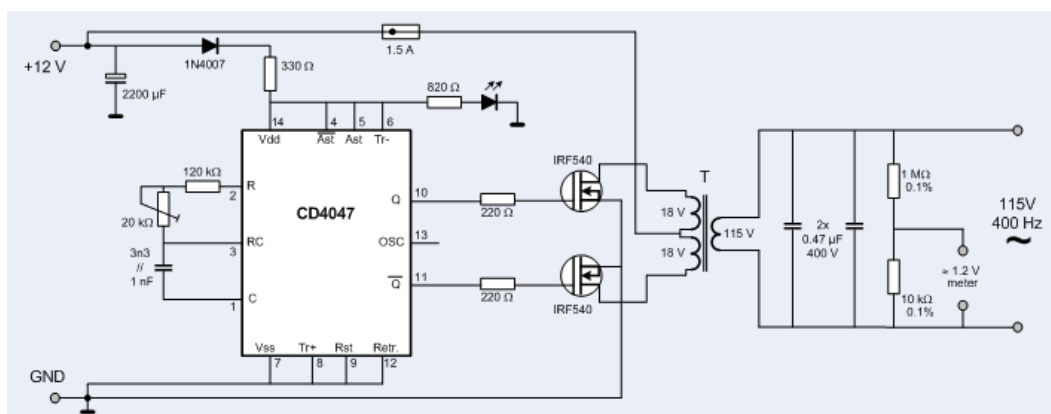 +12 V
2200 µF
1N4007
330 Ω
1.5 A
820 Ω
14
4
5
6
Vdd
Ast
Ast
Tr-
120 kΩ
2
R
20 kΩ
CD4047
3
RC
3n3
//
1 nF
1
C
Q
10
OSC
13
Q
11
220 Ω
220 Ω
IRF540
IRF540
Vss
Tr+
Rst
Retr.
7
8
9
12
GND
T
18 V
18 V
115 V
2x
0.47 µF
400 V
1 MΩ
0.1%
10 kΩ
0.1%
≈ 1.2 V
meter
115V
400 Hz
~